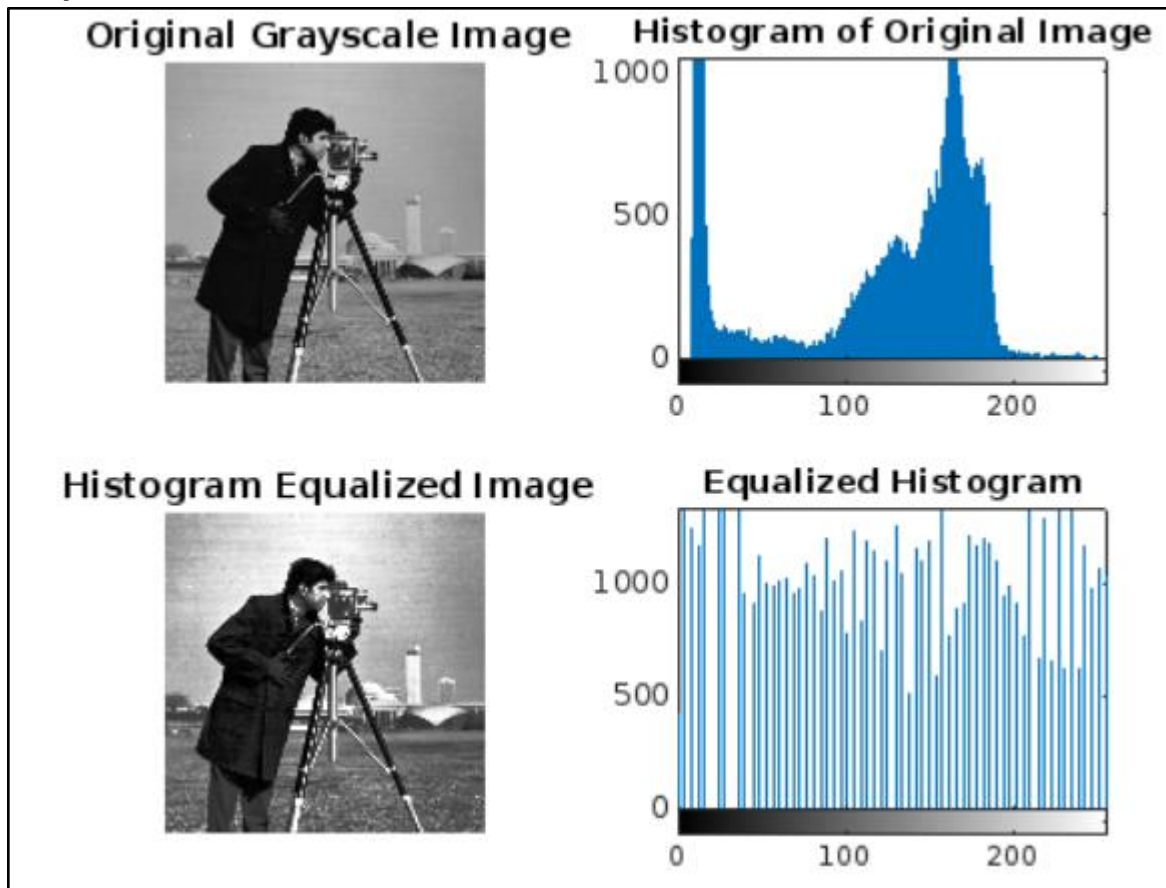 Original Grayscale Image
Histogram of Original Image
1000
500
0
0 100 200
Histogram Equalized Image
Equalized Histogram
1000
500
0
0 100 200